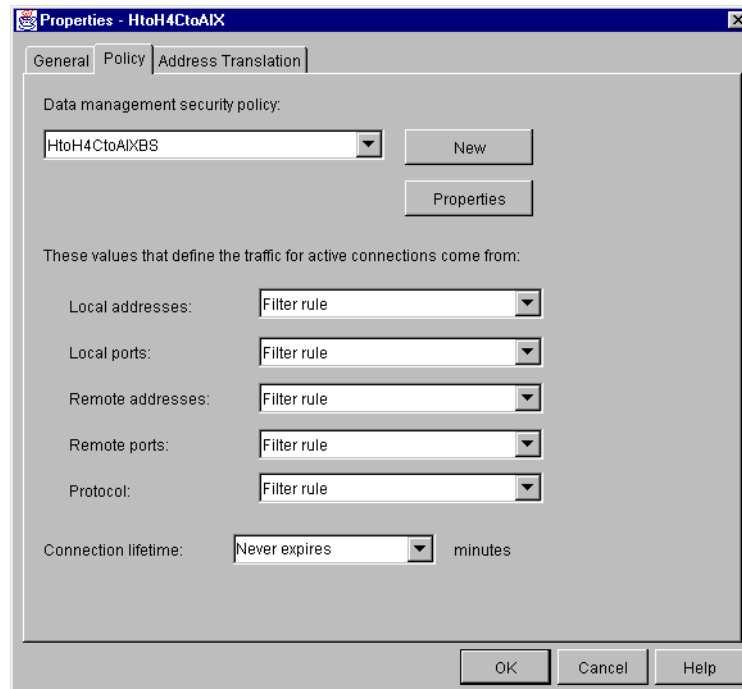 Properties - HtoH4CtoAIX
General Policy Address Translation
Data management security policy:
HtoH4CtoAIXBS New
Properties
These values that define the traffic for active connections come from:
Local addresses: Filter rule
Local ports: Filter rule
Remote addresses: Filter rule
Remote ports: Filter rule
Protocol: Filter rule
Connection lifetime: Never expires minutes
OK Cancel Help